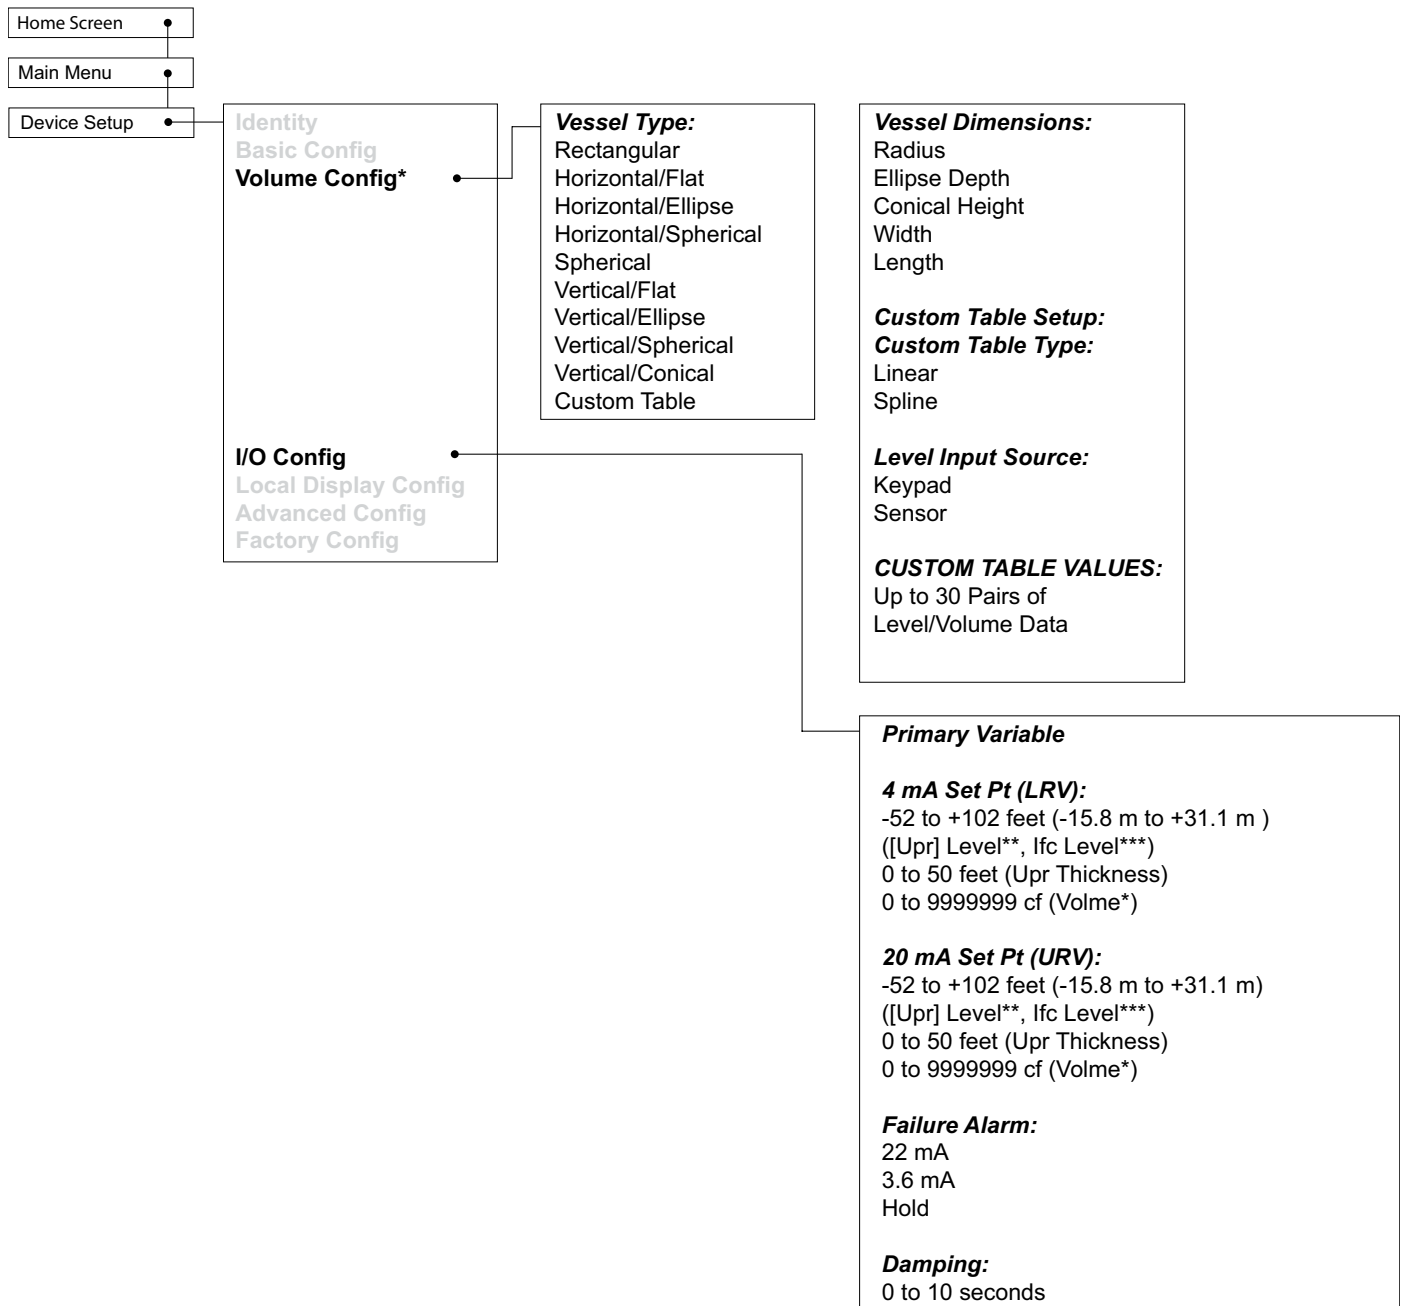 Home Screen
Main Menu
Device Setup
Identity
Basic Config
Volume Config*
I/O Config
Local Display Config
Advanced Config
Factory Config
Vessel Type:
Rectangular
Horizontal/Flat
Horizontal/Ellipse
Horizontal/Spherical
Spherical
Vertical/Flat
Vertical/Ellipse
Vertical/Spherical
Vertical/Conical
Custom Table
Vessel Dimensions:
Radius
Ellipse Depth
Conical Height
Width
Length
Custom Table Setup:
Custom Table Type:
Linear
Spline
Level Input Source:
Keypad
Sensor
CUSTOM TABLE VALUES:
Up to 30 Pairs of
Level/Volume Data
Primary Variable
4 mA Set Pt (LRV):
-52 to +102 feet (-15.8 m to +31.1 m )
([Upr] Level**, Ifc Level***)
0 to 50 feet (Upr Thickness)
0 to 9999999 cf (Volme*)
20 mA Set Pt (URV):
-52 to +102 feet (-15.8 m to +31.1 m)
([Upr] Level**, Ifc Level***)
0 to 50 feet (Upr Thickness)
0 to 9999999 cf (Volme*)
Failure Alarm:
22 mA
3.6 mA
Hold
Damping:
0 to 10 seconds